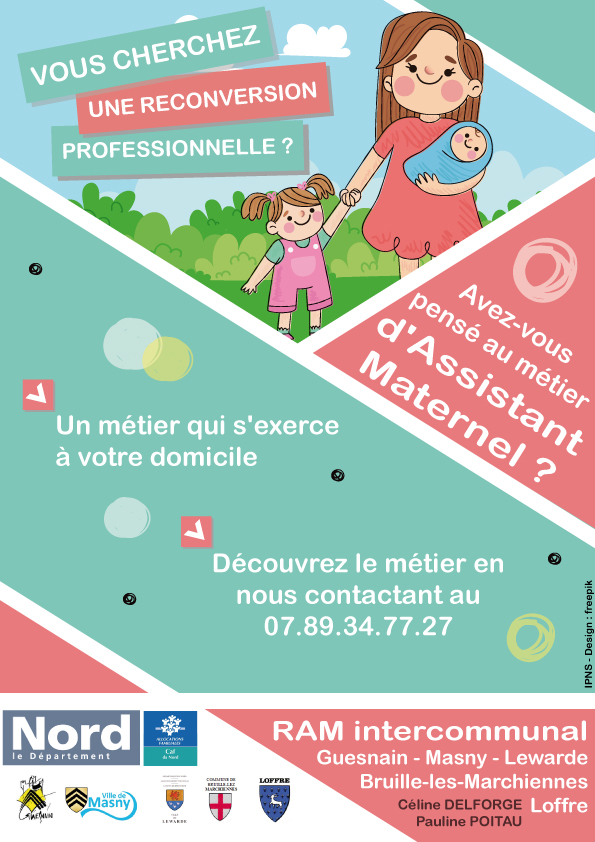 VOUS CHERCHEZ
UNE RECONVERSION
PROFESSIONNELLE ?
Avez-vous
pensé au métier
d'Assistant
Maternel ?
Un métier qui s'exerce
à votre domicile
Découvrez le métier en
nous contactant au
07.89.34.77.27
IPNS - Design : freepik
Nord
le Département
ALLOCATIONS
FAMILIALES
Caf
du Nord
RAM intercommunal
Guesnain - Masny - Lewarde
Bruille-les-Marchiennes
Céline DELFORGE Loffre
Pauline POITAU
Guesnain
Ville de
Masny
LEWARDE
COMMUNE DE
BRUILLE LEZ
MARCHIENNES
LOFFRE